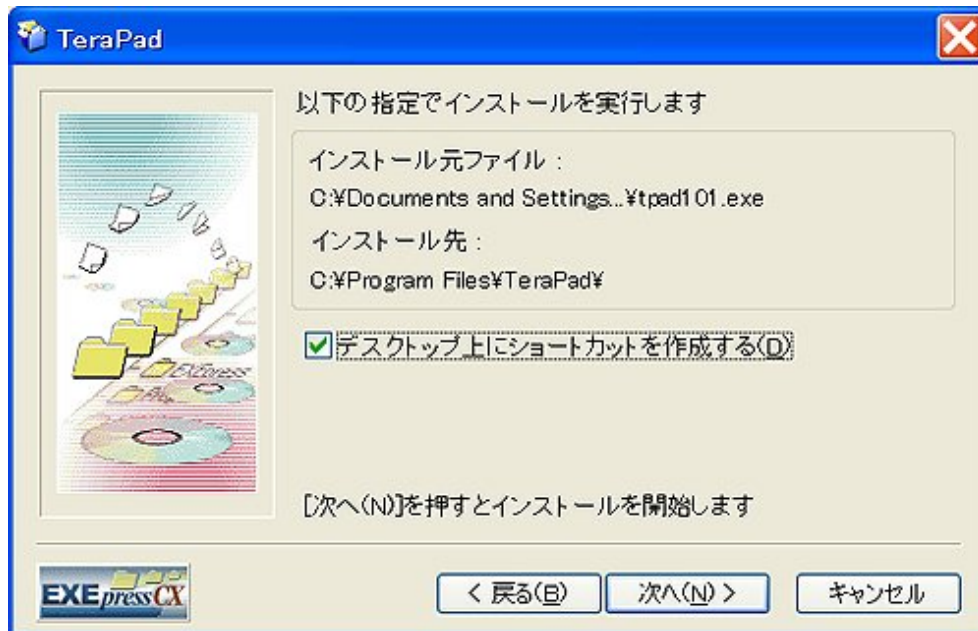 TeraPad
以下の指定でインストールを実行します
インストール元ファイル：
C:¥Documents and Settings...¥tpad101.exe
インストール先：
C:¥Program Files¥TeraPad¥
デスクトップ上にショートカットを作成する(D)
EXEpress
[次へ(N)]を押すとインストールを開始します
EXEpressCX
< 戻る(B)
次へ(N) >
キャンセル